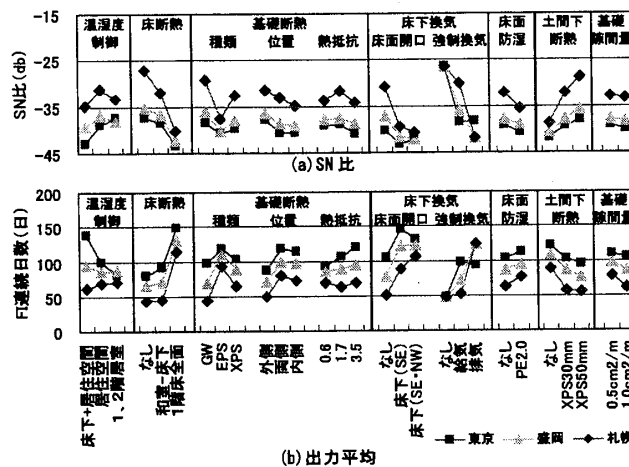 -15
-25
-35
-45
SN比(db)
温湿度 制御
床断熱
基礎断熱
種類 位置 熱抵抗
床下換気
床面開口 強制換気
床面 防湿
土間下 断熱
基礎 隙間量
(a) SN 比
200
150
100
50
0
FI連続日数(日)
温湿度 制御
床断熱
基礎断熱
種類 位置 熱抵抗
床下換気
床面開口 強制換気
床面 防湿
土間下 断熱
基礎 隙間量
床下+居住空間
居住空間
1、2階居室
なし
和室-床下
1階床全面
GW
EPS
XPS
外側
両側
内側
0.6
1.7
3.5
なし
床下(SE)
床下(SE・NW)
なし
給気
排気
なし
PE2.0
なし
XPS30mm
XPS50mm
0.5cm2/m
1.0cm2/m
東京 盛岡 札幌
(b) 出力平均